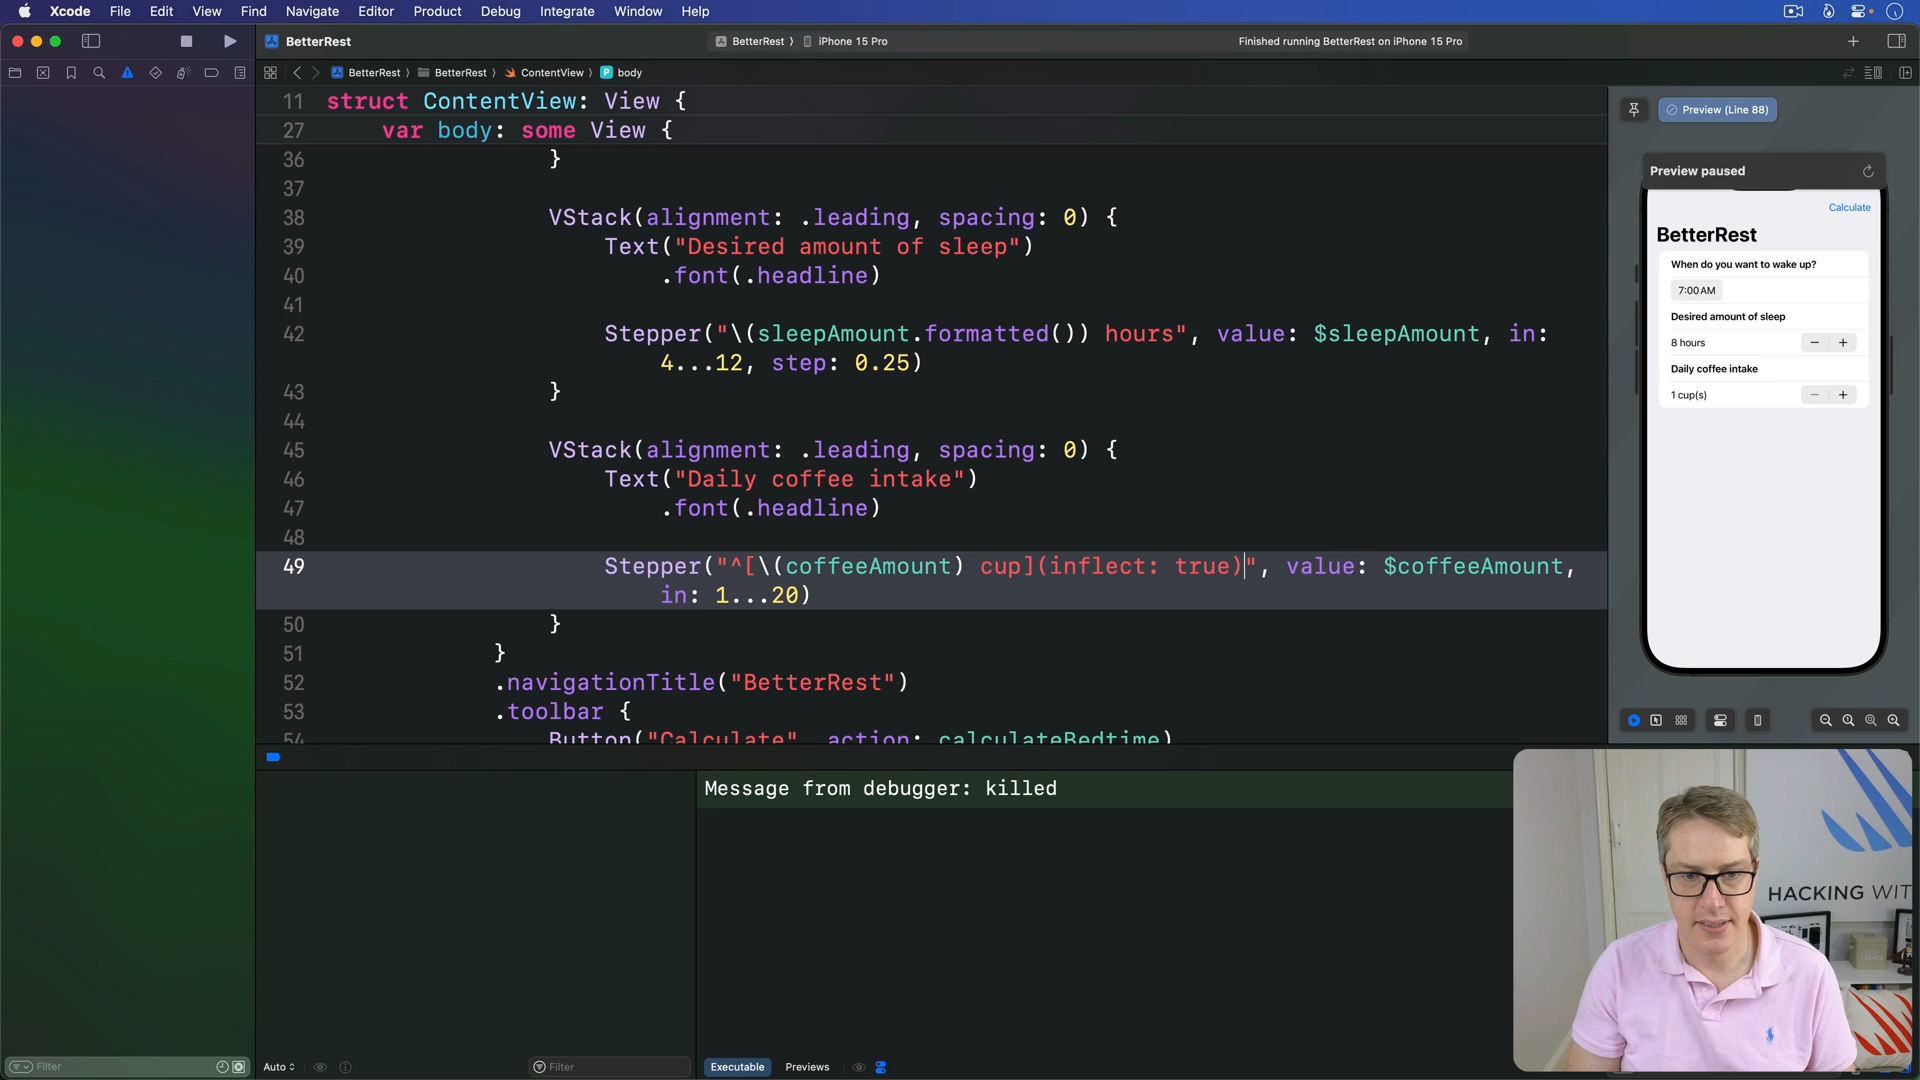 Xcode File Edit View Find Navigate Editor Product Debug Integrate Window Help
BetterRest
BetterRest iPhone 15 Pro
Finished running BetterRest on iPhone 15 Pro
BetterRest BetterRest ContentView P body
11 struct ContentView: View {
27 var body: some View {
36 }
37
38 VStack(alignment: .leading, spacing: 0) {
39 Text("Desired amount of sleep")
40 .font(.headline)
41
42 Stepper("\(sleepAmount.formatted()) hours", value: $sleepAmount, in:
4...12, step: 0.25)
43 }
44
45 VStack(alignment: .leading, spacing: 0) {
46 Text("Daily coffee intake")
47 .font(.headline)
48
49 Stepper("^[\(coffeeAmount) cup](inflect: true)", value: $coffeeAmount,
in: 1...20)
50 }
51 }
52 .navigationTitle("BetterRest")
53 .toolbar {
54 Button("Calculate", action: calculateBedtime)
Preview (Line 88)
Preview paused
Calculate
BetterRest
When do you want to wake up?
7:00 AM
Desired amount of sleep
8 hours
Daily coffee intake
1 cup(s)
Message from debugger: killed
HACKING WIT
Filter
Auto
Filter
Executable Previews